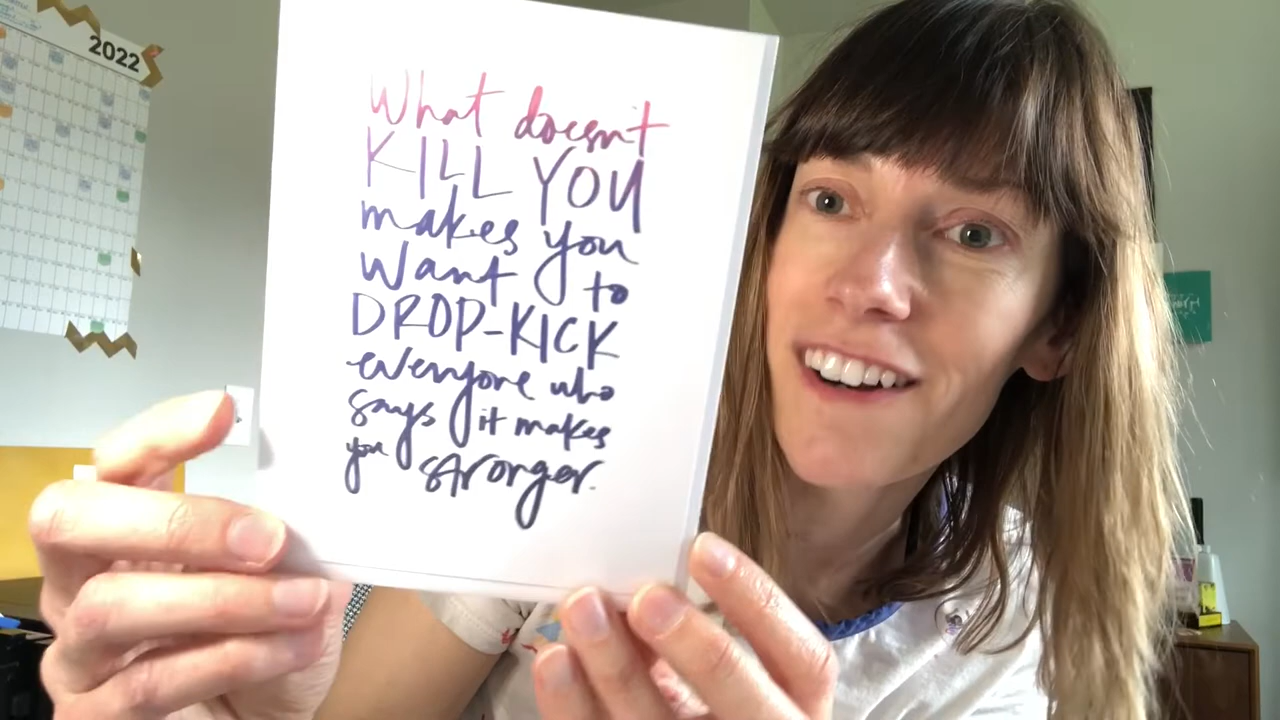 2022
What doesn't
KILL YOU
makes you
want to
DROP-KICK
everyone who
says it makes
you stronger.